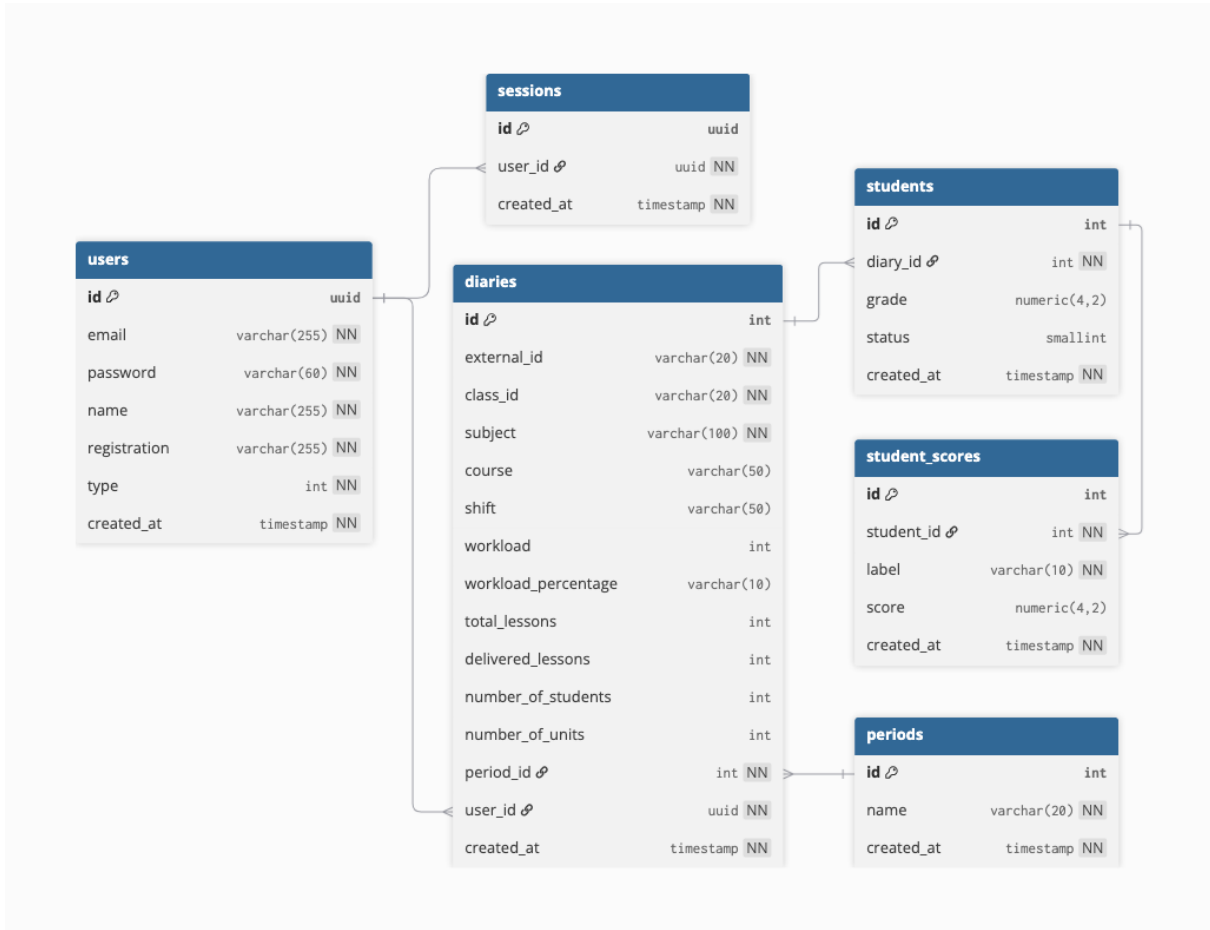 sessions
id uuid
user_id uuid NN
created_at timestamp NN
users
id uuid
email varchar(255) NN
password varchar(60) NN
name varchar(255) NN
registration varchar(255) NN
type int NN
created_at timestamp NN
diaries
id int
external_id varchar(20) NN
class_id varchar(20) NN
subject varchar(100) NN
course varchar(50)
shift varchar(50)
workload int
workload_percentage varchar(10)
total_lessons int
delivered_lessons int
number_of_students int
number_of_units int
period_id int NN
user_id uuid NN
created_at timestamp NN
students
id int
diary_id int NN
grade numeric(4,2)
status smallint
created_at timestamp NN
student_scores
id int
student_id int NN
label varchar(10) NN
score numeric(4,2)
created_at timestamp NN
periods
id int
name varchar(20) NN
created_at timestamp NN